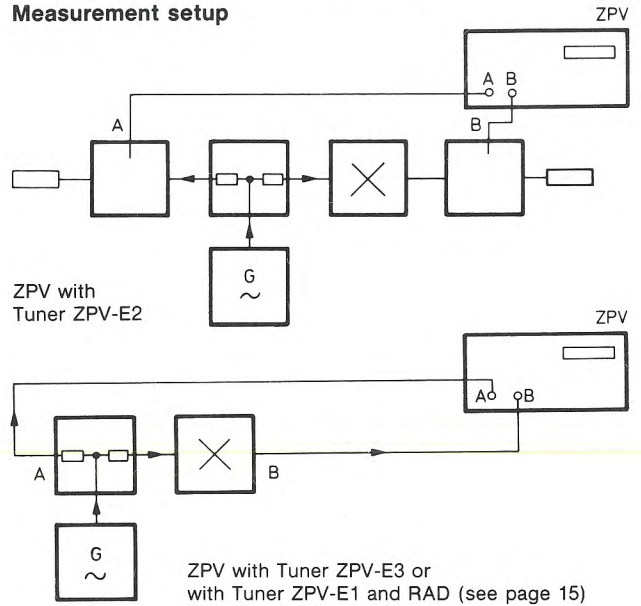 Measurement setup
ZPV
A B
A
B
G
~
ZPV with
Tuner ZPV-E2
ZPV
A B
A
B
G
~
ZPV with Tuner ZPV-E3 or
with Tuner ZPV-E1 and RAD (see page 15)